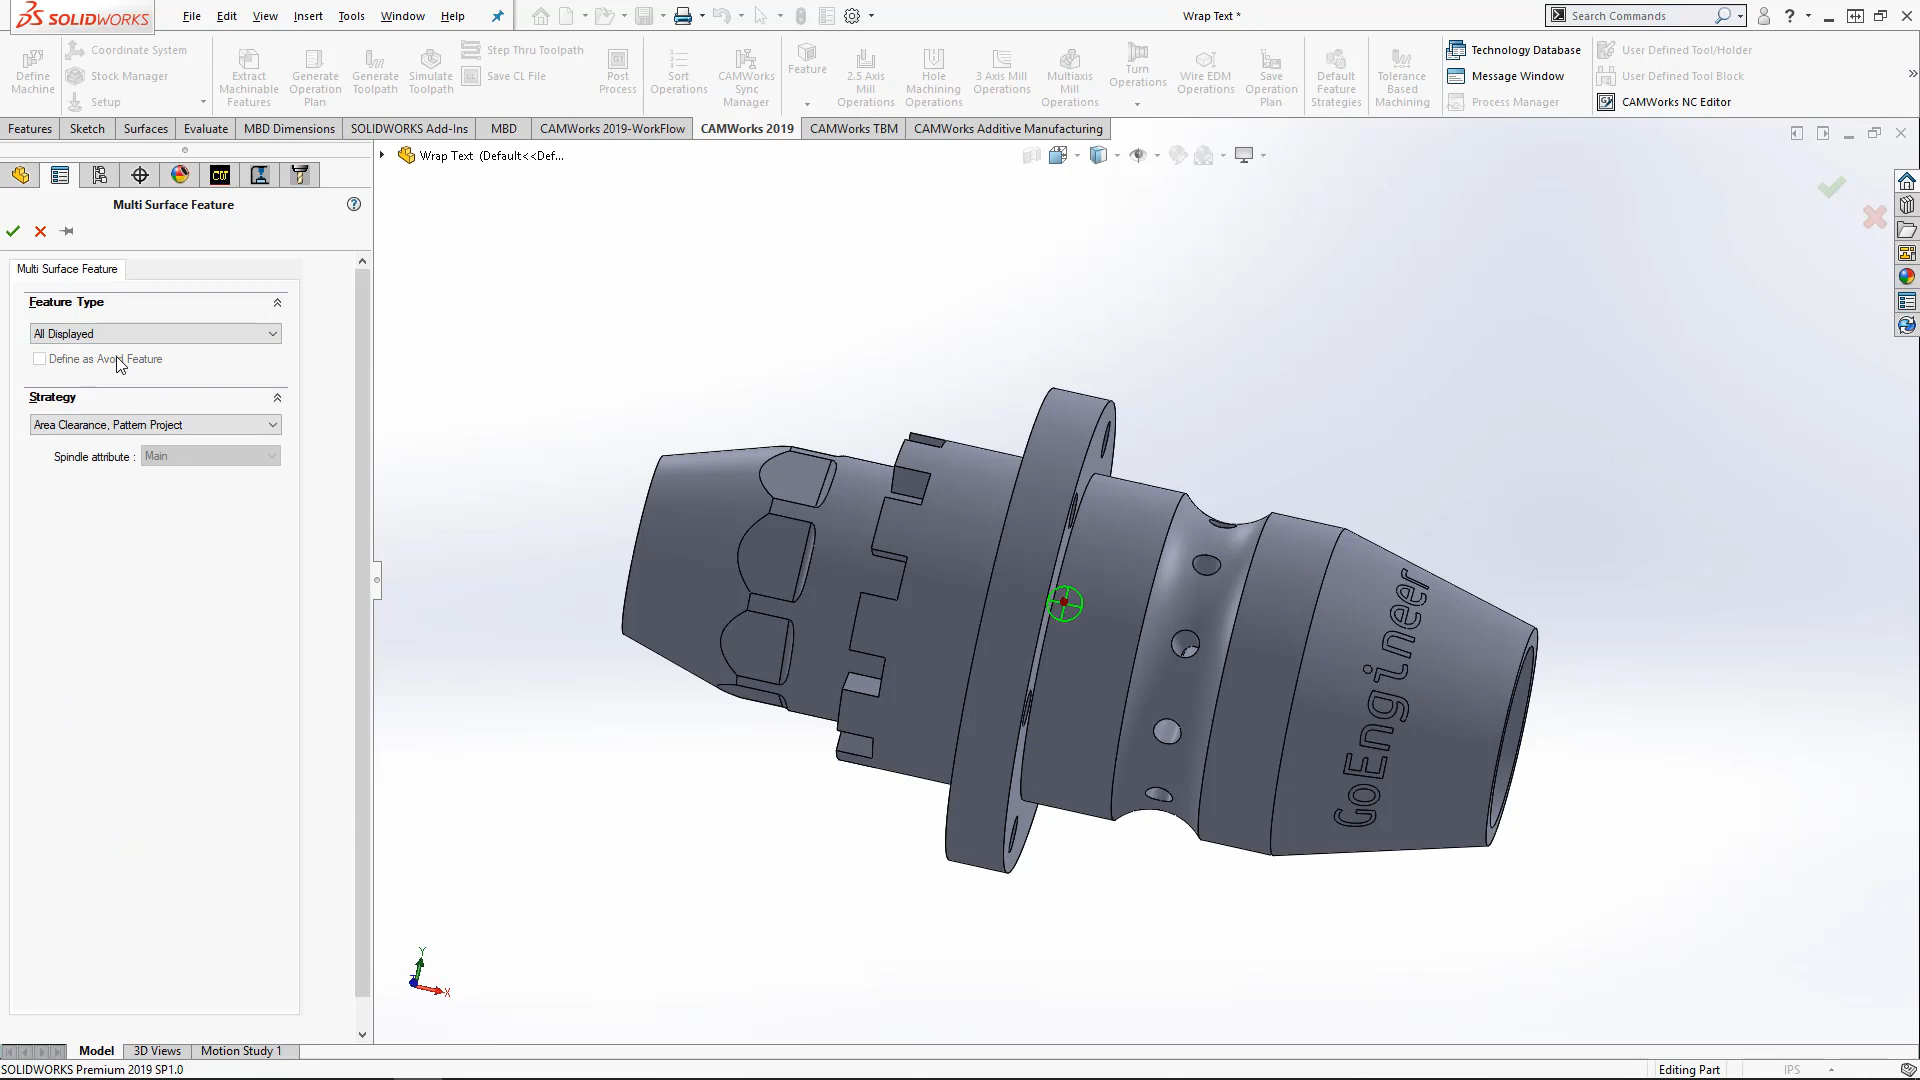 SOLIDWORKS
File Edit View Insert Tools Window Help
Wrap Text *
Search Commands
Define Machine
Coordinate System
Stock Manager
Setup
Extract Machinable Features
Generate Operation Plan
Generate Toolpath
Simulate Toolpath
Step Thru Toolpath
Save CL File
Post Process
Sort Operations
CAMWorks Sync Manager
Feature
2.5 Axis Mill Operations
Hole Machining Operations
3 Axis Mill Operations
Multiaxis Mill Operations
Turn Operations
Wire EDM Operations
Save Operation Plan
Default Feature Strategies
Tolerance Based Machining
Technology Database
Message Window
Process Manager
User Defined Tool/Holder
User Defined Tool Block
CAMWorks NC Editor
Features Sketch Surfaces Evaluate MBD Dimensions SOLIDWORKS Add-Ins MBD CAMWorks 2019-WorkFlow CAMWorks 2019 CAMWorks TBM CAMWorks Additive Manufacturing
Wrap Text (Default<<Def...
CW
Multi Surface Feature
Multi Surface Feature
Feature Type
All Displayed
Define as Avoid Feature
Strategy
Area Clearance, Pattern Project
Spindle attribute : Main
GoEngineer
Y
X
Model 3D Views Motion Study 1
SOLIDWORKS Premium 2019 SP1.0
Editing Part
IPS